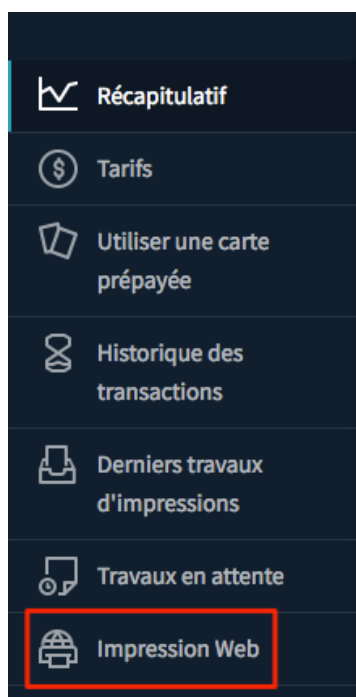 Récapitulatif
$
Tarifs
Utiliser une carte
prépayée
Historique des
transactions
Derniers travaux
d'impressions
Travaux en attente
Impression Web